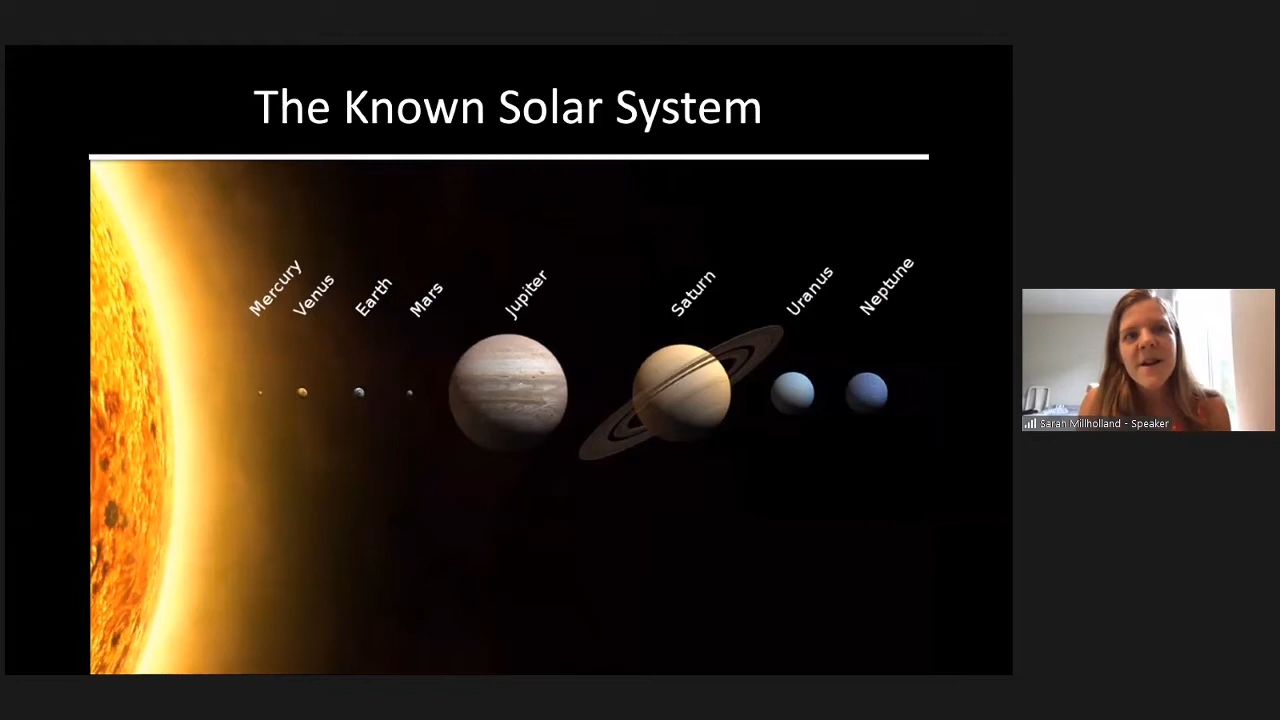 The Known Solar System
Mercury
Venus
Earth
Mars
Jupiter
Saturn
Uranus
Neptune
Sarah Millholland - Speaker